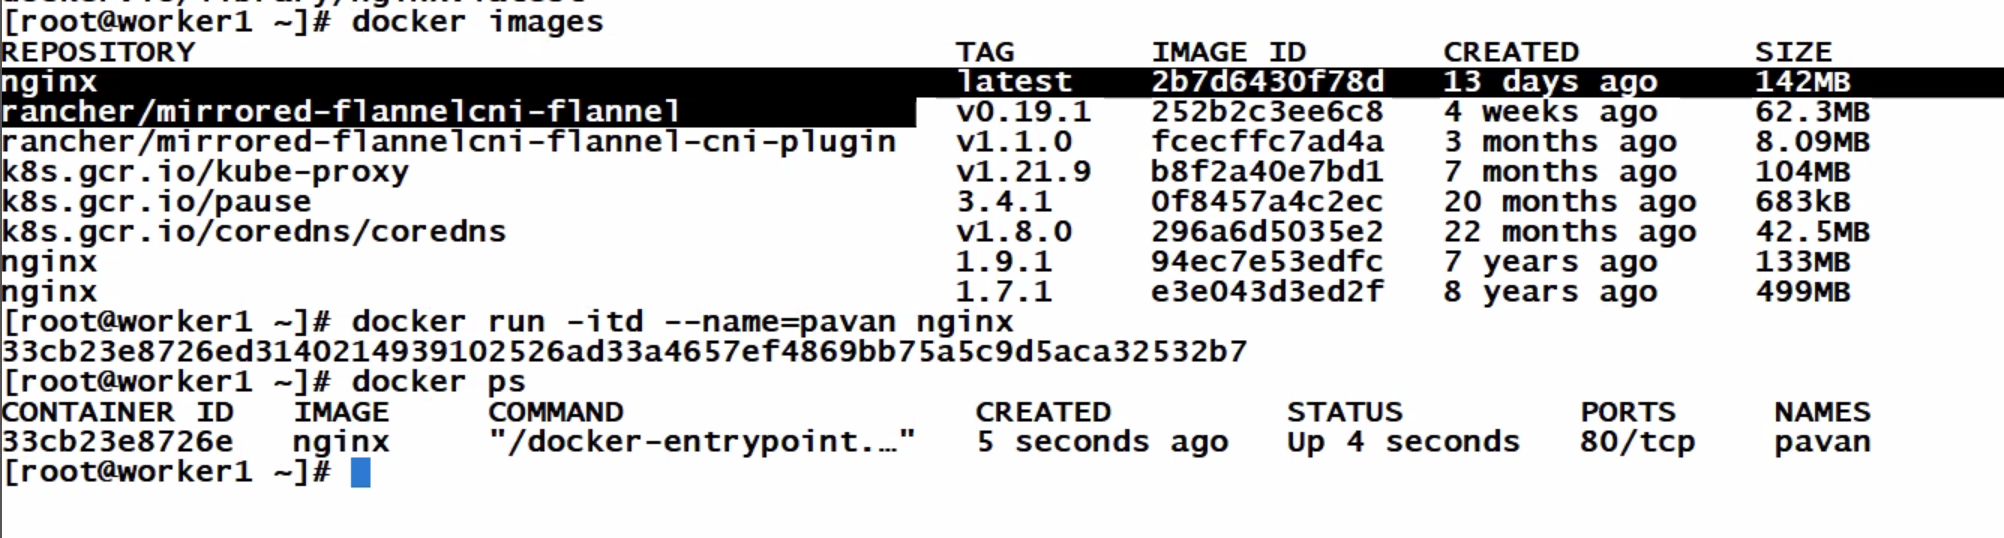 [root@worker1 ~]# docker images
REPOSITORY TAG IMAGE ID CREATED SIZE
nginx latest 2b7d6430f78d 13 days ago 142MB
rancher/mirrored-flannelcni-flannel v0.19.1 252b2c3ee6c8 4 weeks ago 62.3MB
rancher/mirrored-flannelcni-flannel-cni-plugin v1.1.0 fcecffc7ad4a 3 months ago 8.09MB
k8s.gcr.io/kube-proxy v1.21.9 b8f2a40e7bd1 7 months ago 104MB
k8s.gcr.io/pause 3.4.1 0f8457a4c2ec 20 months ago 683kB
k8s.gcr.io/coredns/coredns v1.8.0 296a6d5035e2 22 months ago 42.5MB
nginx 1.9.1 94ec7e53edfc 7 years ago 133MB
nginx 1.7.1 e3e043d3ed2f 8 years ago 499MB
[root@worker1 ~]# docker run -itd --name=pavan nginx
33cb23e8726ed3140214939102526ad33a4657ef4869bb75a5c9d5aca32532b7
[root@worker1 ~]# docker ps
CONTAINER ID IMAGE COMMAND CREATED STATUS PORTS NAMES
33cb23e8726e nginx "/docker-entrypoint.…" 5 seconds ago Up 4 seconds 80/tcp pavan
[root@worker1 ~]#